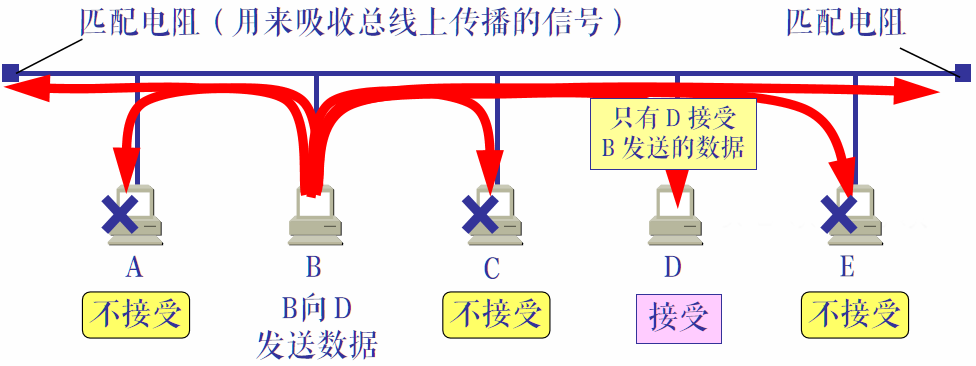 匹配电阻（用来吸收总线上传播的信号）
匹配电阻
只有 D 接受
B 发送的数据
A
B
C
D
E
不接受
B向 D
发送数据
不接受
接受
不接受